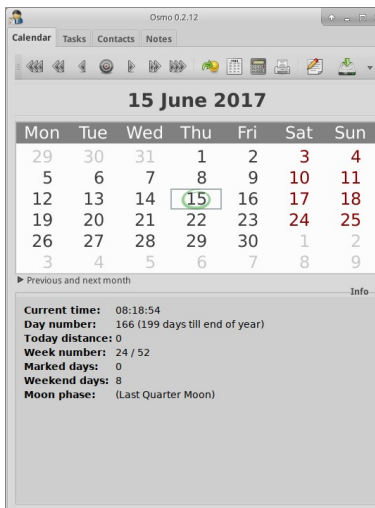 Osmo 0.2.12
Calendar Tasks Contacts Notes
15 June 2017
Mon Tue Wed Thu Fri Sat Sun
29 30 31 1 2 3 4
5 6 7 8 9 10 11
12 13 14 15 16 17 18
19 20 21 22 23 24 25
26 27 28 29 30 1 2
3 4 5 6 7 8 9
Previous and next month
Info
Current time: 08:18:54
Day number: 166 (199 days till end of year)
Today distance: 0
Week number: 24 / 52
Marked days: 0
Weekend days: 8
Moon phase: (Last Quarter Moon)